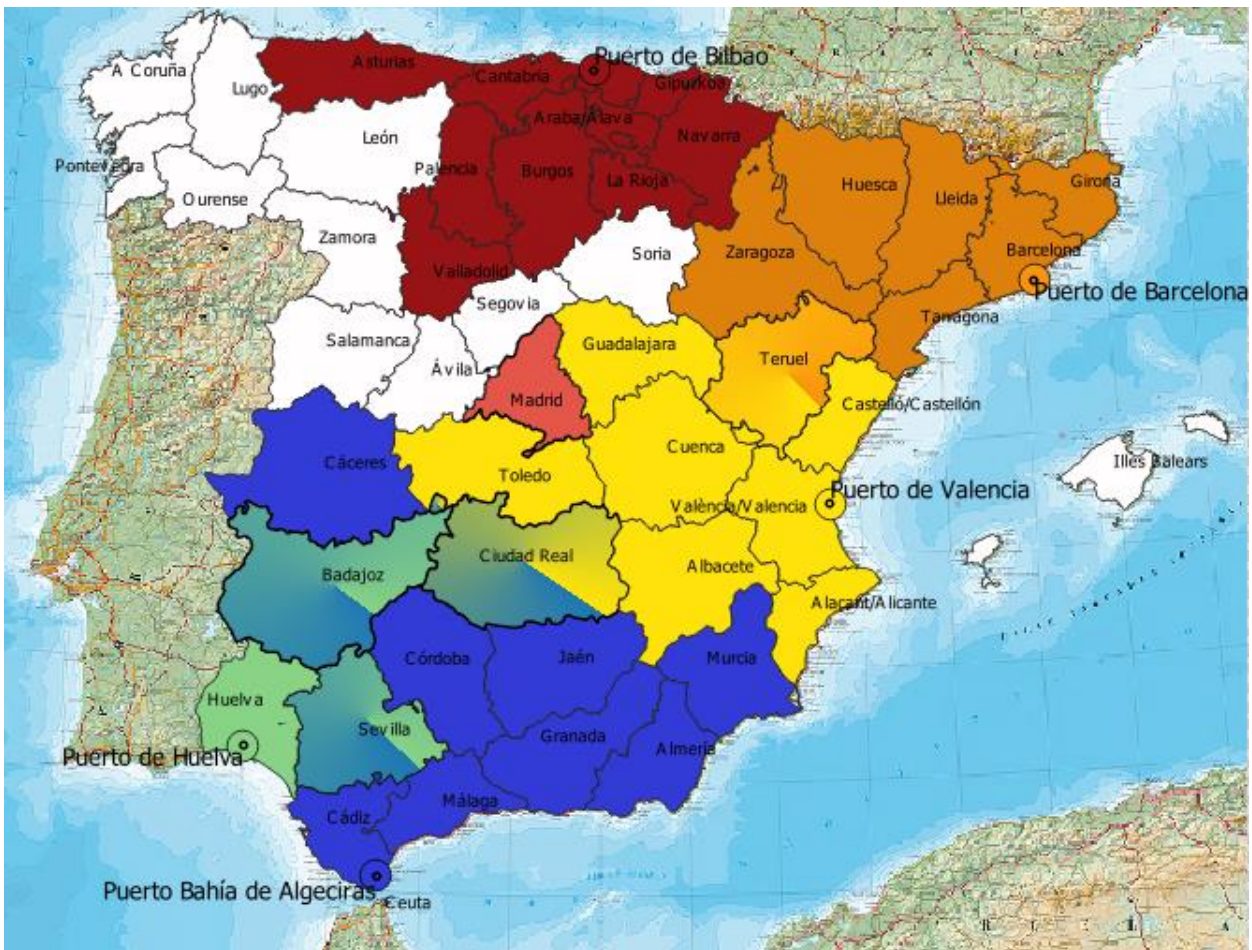 Asturias
Cantabria
Puerto de Bilbao
Gipuzkoa
A Coruña
Lugo
León
Palencia
Burgos
Araba/Álava
La Rioja
Navarra
Pontevedra
Ourense
Zamora
Valladolid
Soria
Segovia
Zaragoza
Huesca
Lleida
Girona
Barcelona
Puerto de Barcelona
Tarragona
Salamanca
Ávila
Madrid
Guadalajara
Teruel
Castelló/Castellón
Cáceres
Toledo
Cuenca
València/Valencia
Puerto de Valencia
Illes Balears
Badajoz
Ciudad Real
Albacete
Alacant/Alicante
Huelva
Sevilla
Córdoba
Jaén
Murcia
Puerto de Huelva
Granada
Almería
Cádiz
Málaga
Puerto Bahía de Algeciras
Ceuta